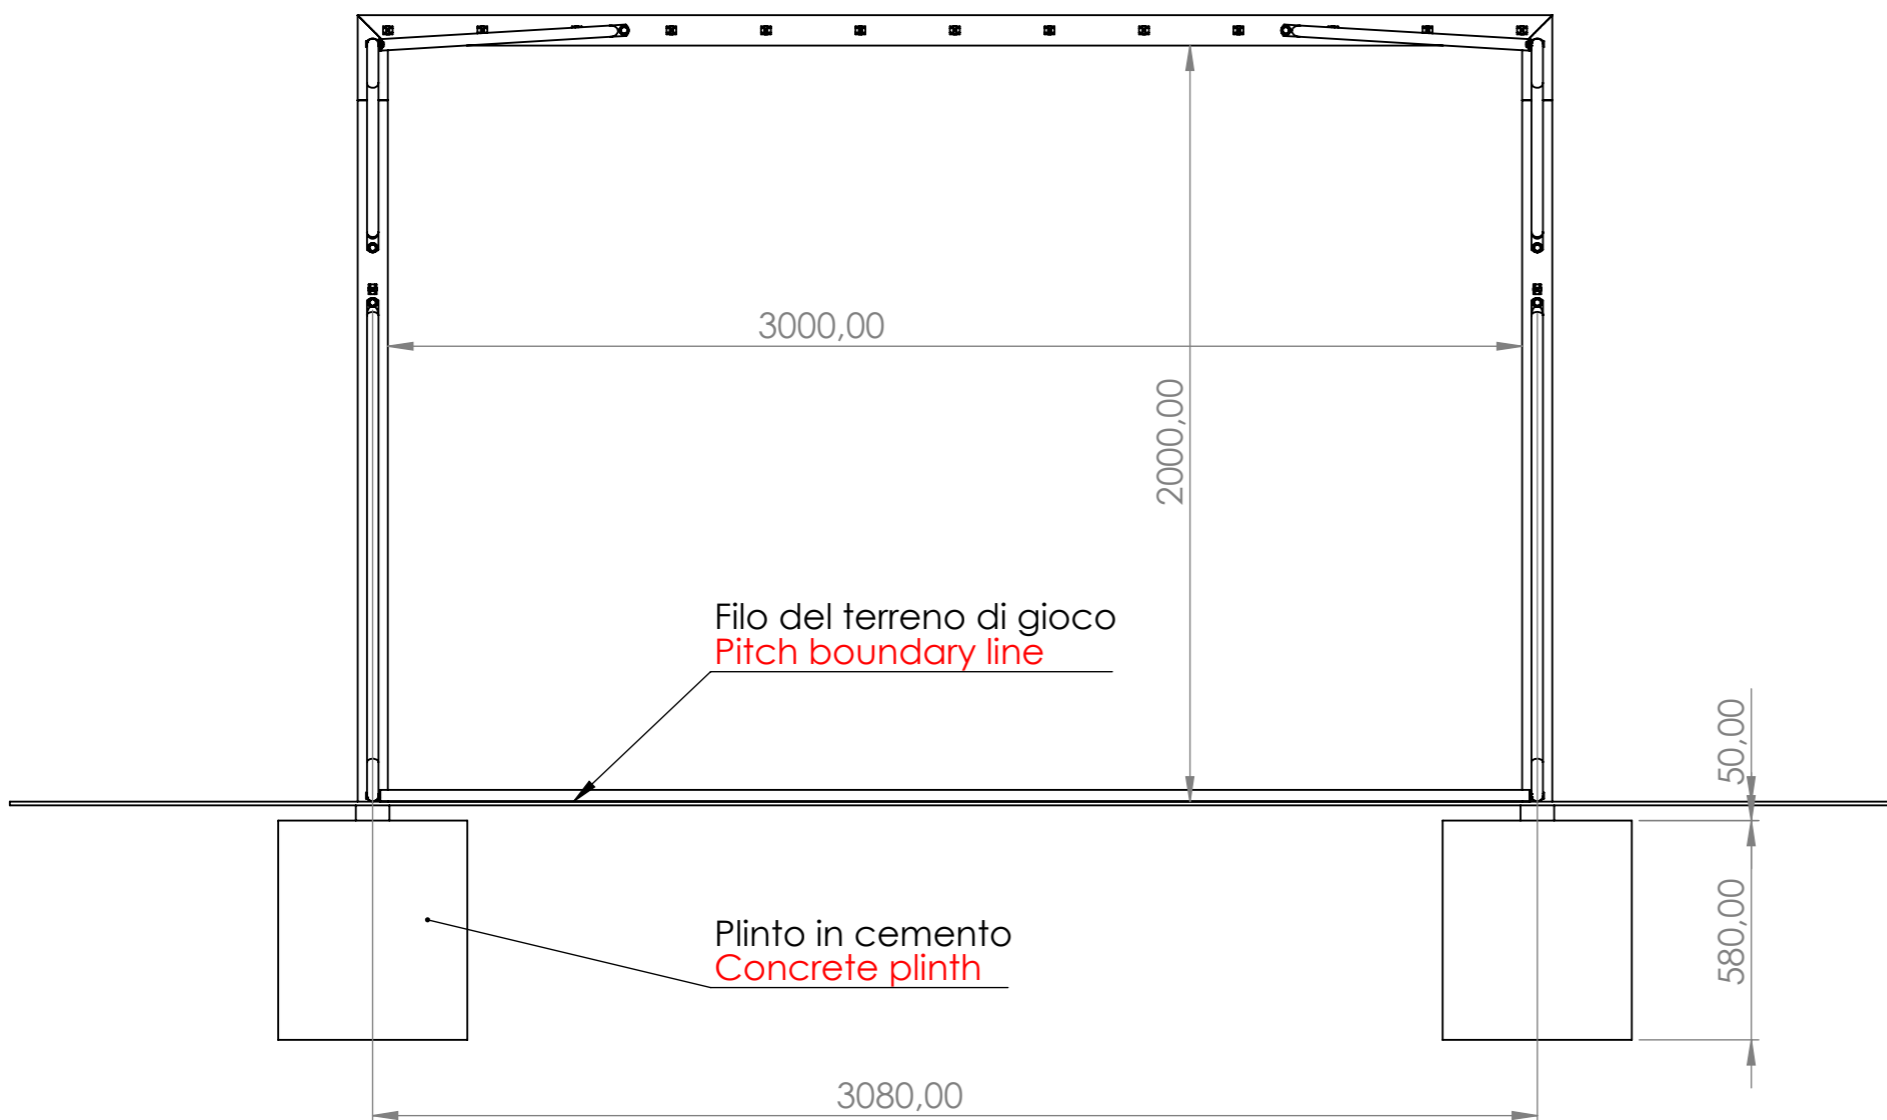 3000,00
2000,00
Filo del terreno di gioco
Pitch boundary line
50,00
580,00
Plinto in cemento
Concrete plinth
3080,00